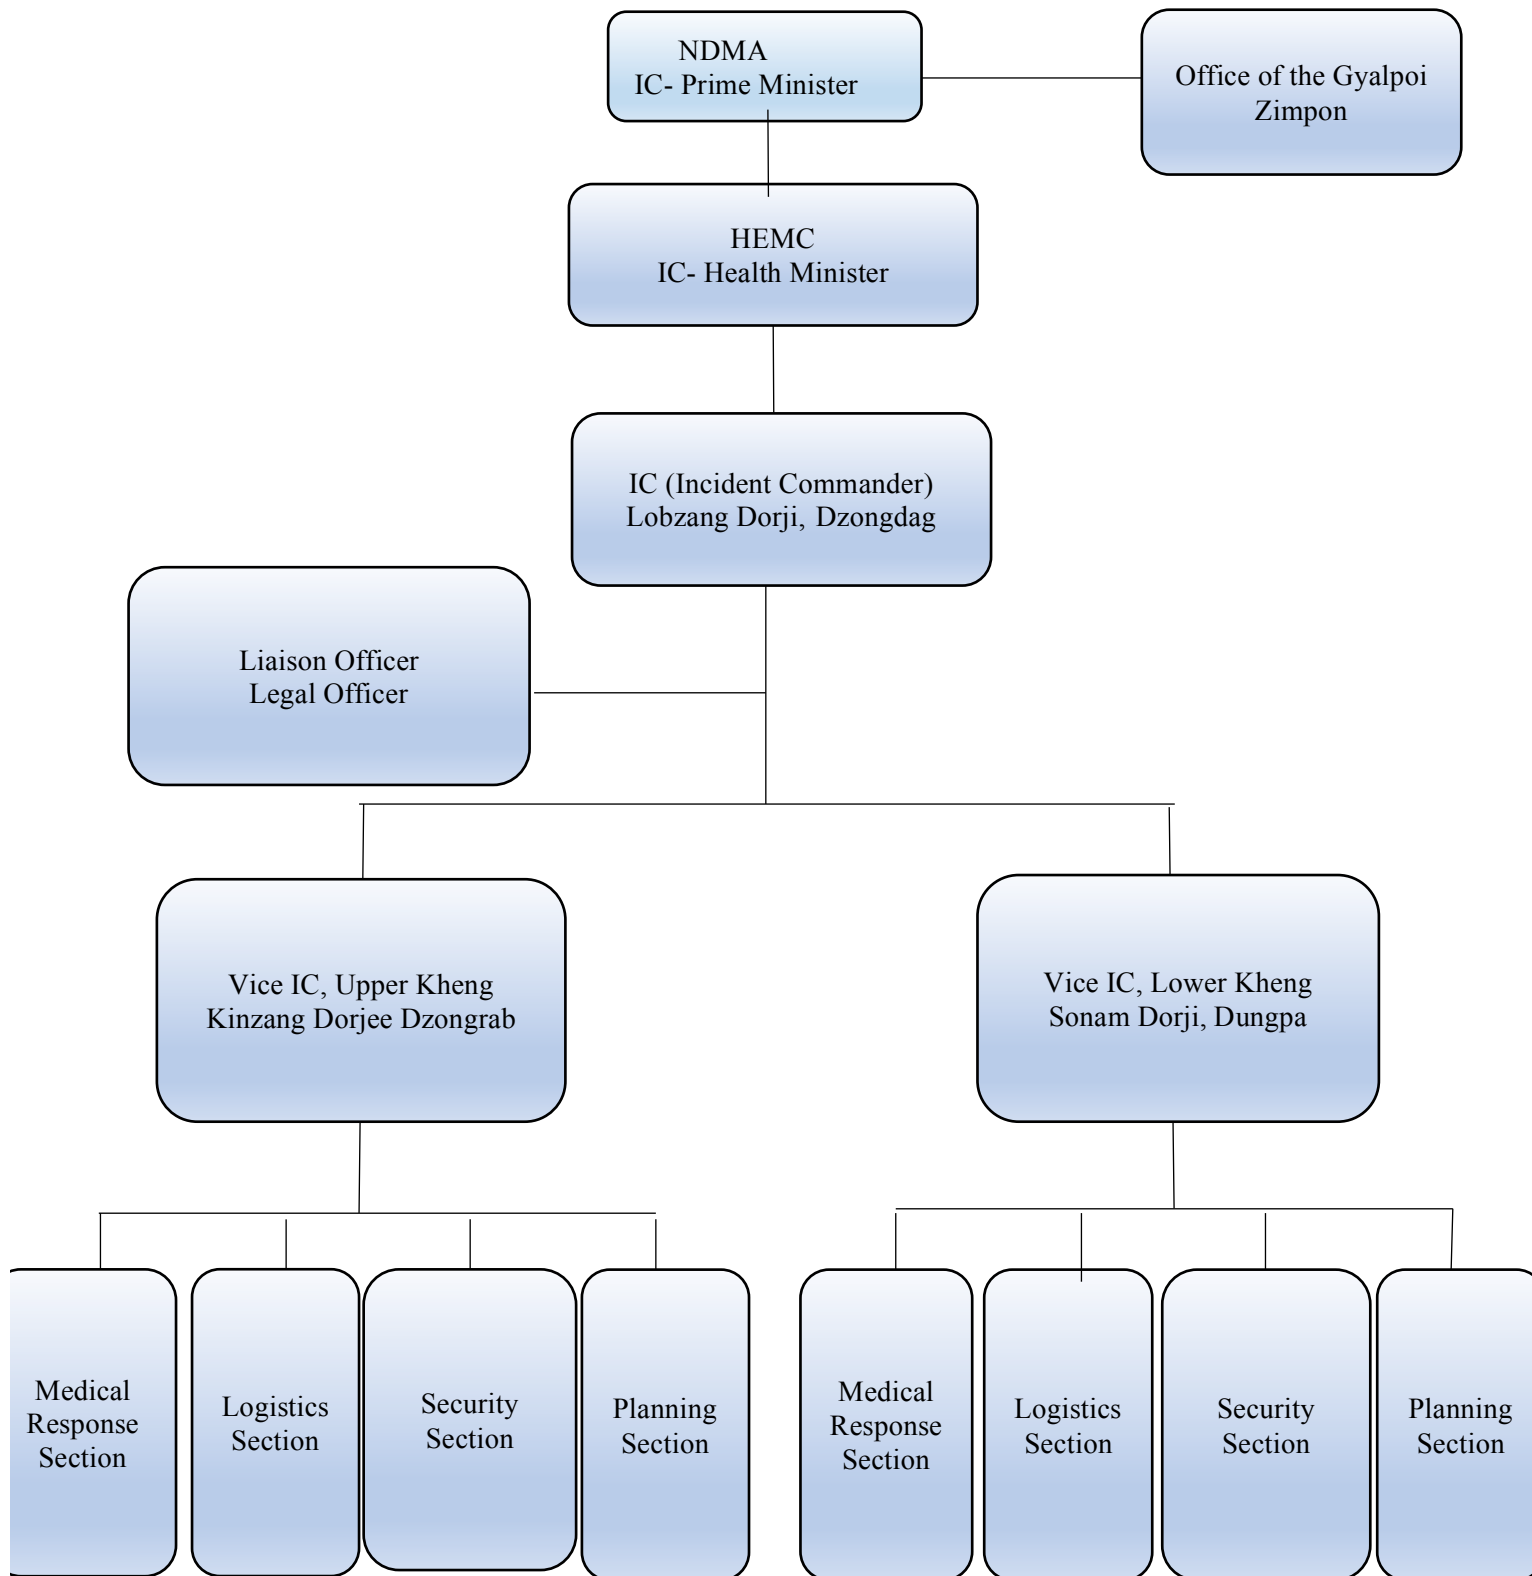 NDMA
IC- Prime Minister
Office of the Gyalpoi
Zimpon
HEMC
IC- Health Minister
IC (Incident Commander)
Lobzang Dorji, Dzongdag
Liaison Officer
Legal Officer
Vice IC, Upper Kheng
Kinzang Dorjee Dzongrab
Vice IC, Lower Kheng
Sonam Dorji, Dungpa
Medical
Response
Section
Logistics
Section
Security
Section
Planning
Section
Medical
Response
Section
Logistics
Section
Security
Section
Planning
Section